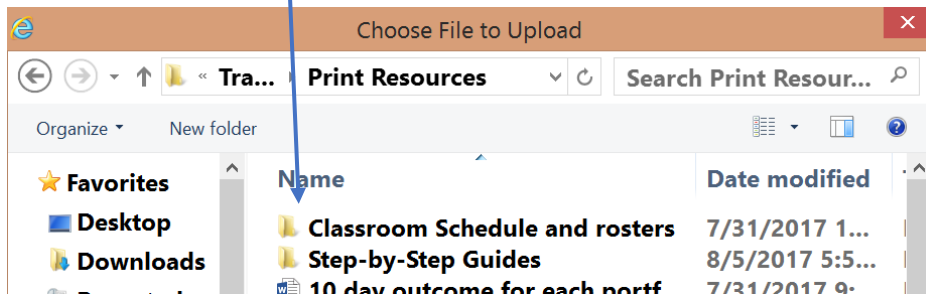 Choose File to Upload
« Tra... Print Resources Search Print Resour...
Organize New folder
Favorites
Desktop
Downloads
Name Date modified
Classroom Schedule and rosters 7/31/2017 1...
Step-by-Step Guides 8/5/2017 5:5...
10 day outcome for each portf 7/31/2017 9: